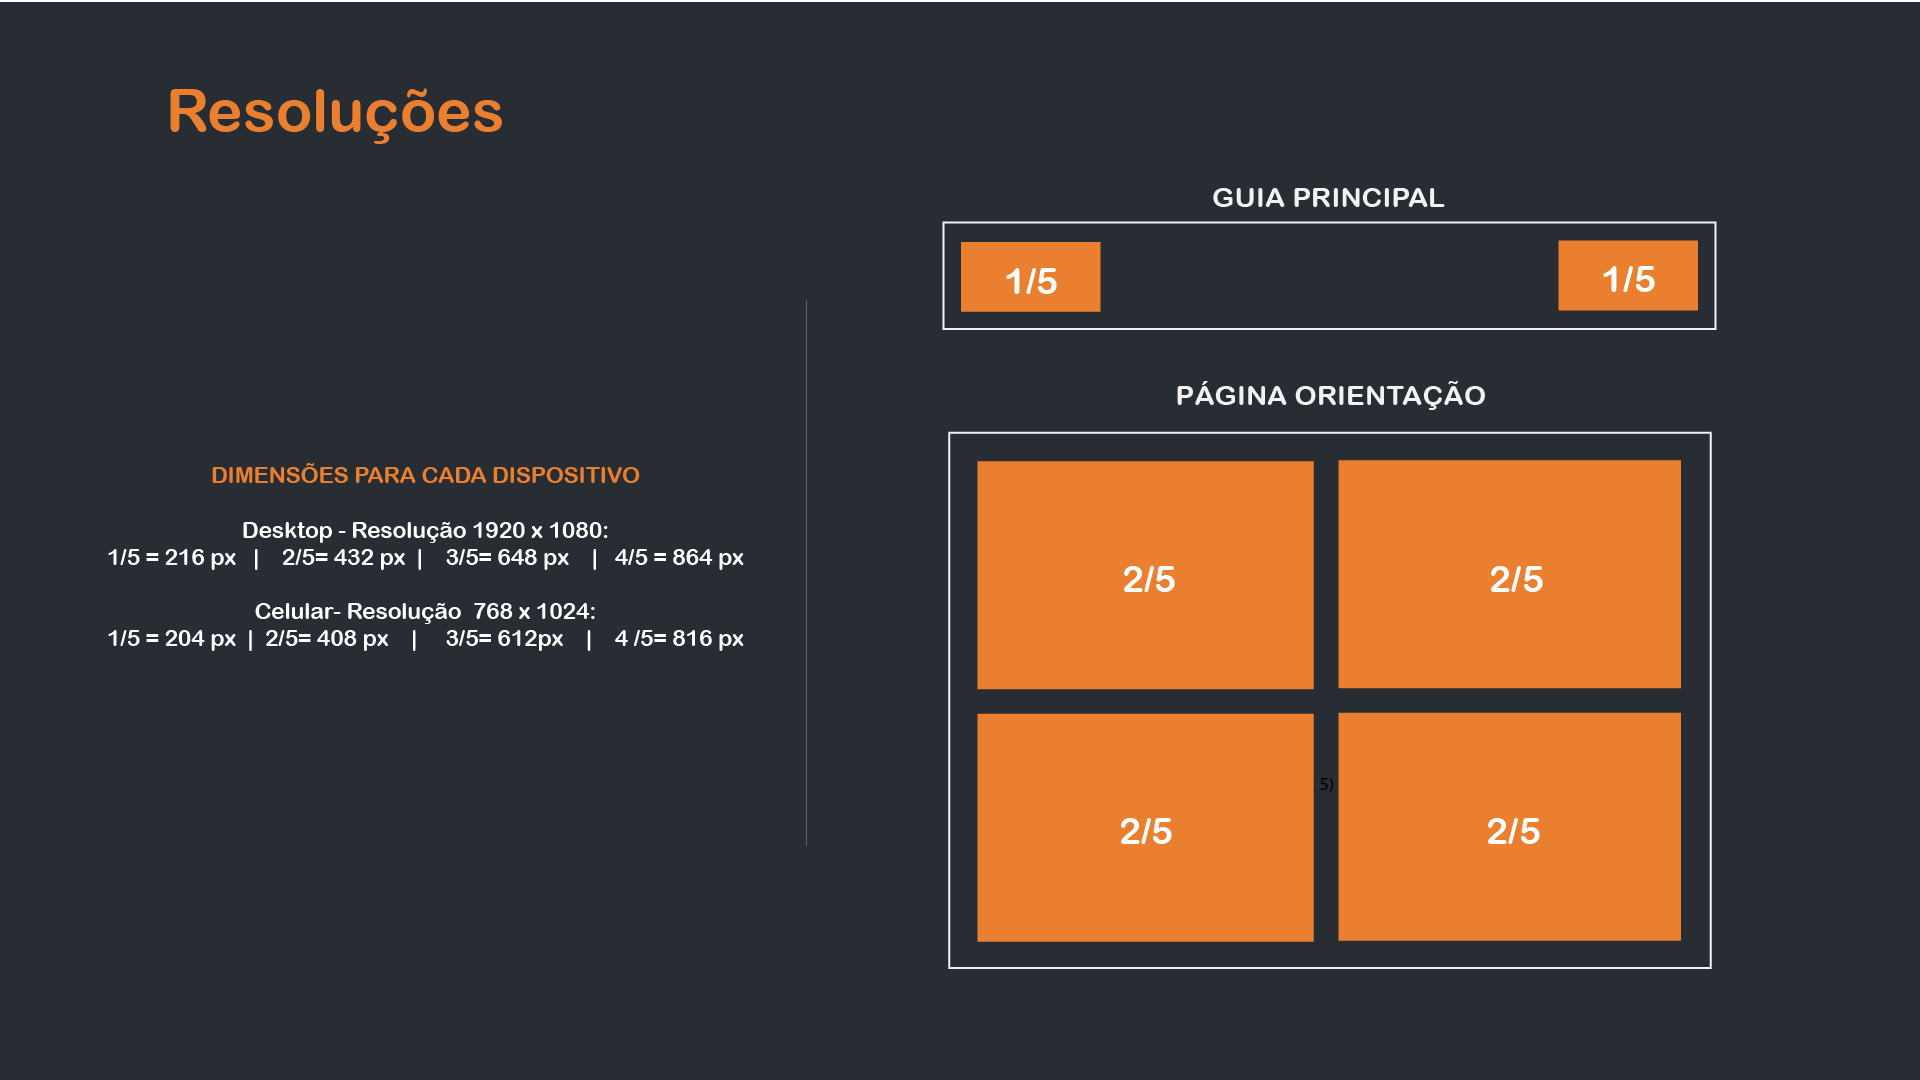 Resoluções
DIMENSÕES PARA CADA DISPOSITIVO
Desktop - Resolução 1920 x 1080:
1/5 = 216 px | 2/5= 432 px | 3/5= 648 px | 4/5 = 864 px
Celular- Resolução 768 x 1024:
1/5 = 204 px | 2/5= 408 px | 3/5= 612px | 4 /5= 816 px
GUIA PRINCIPAL
1/5 1/5
PÁGINA ORIENTAÇÃO
2/5 2/5
5)
2/5 2/5